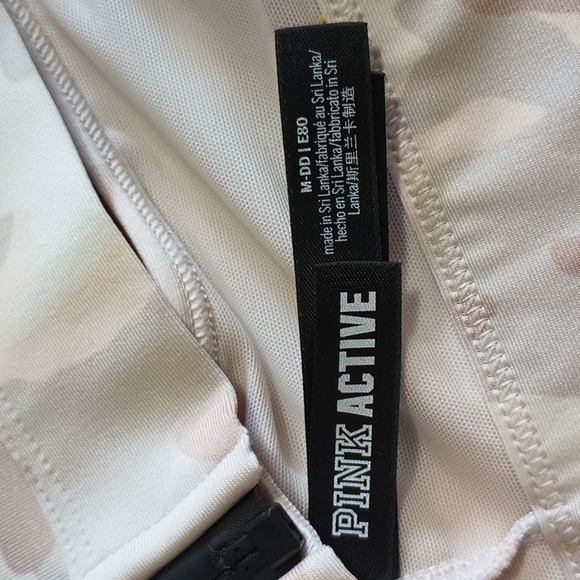 M-DD | E80
made in Sri Lanka/fabriqué au Sri Lanka/
hecho en Sri Lanka/fabbricato in Sri
Lanka/斯里兰卡制造
PINK ACTIVE